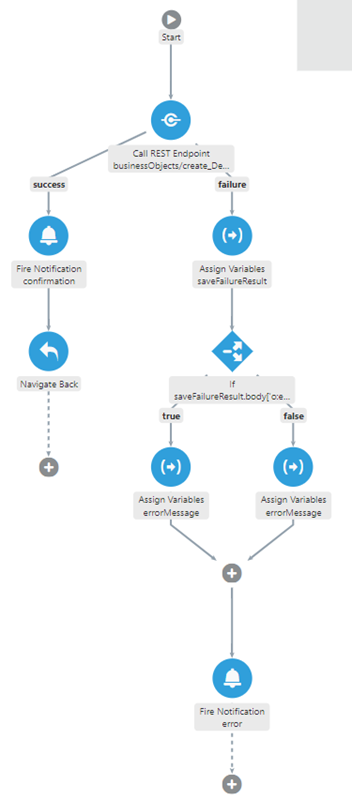 Start
Call REST Endpoint
businessObjects/create_De...
success
failure
Fire Notification
confirmation
Assign Variables
saveFailureResult
Navigate Back
If
saveFailureResult.body['o:e...
true
false
Assign Variables
errorMessage
Assign Variables
errorMessage
Fire Notification
error